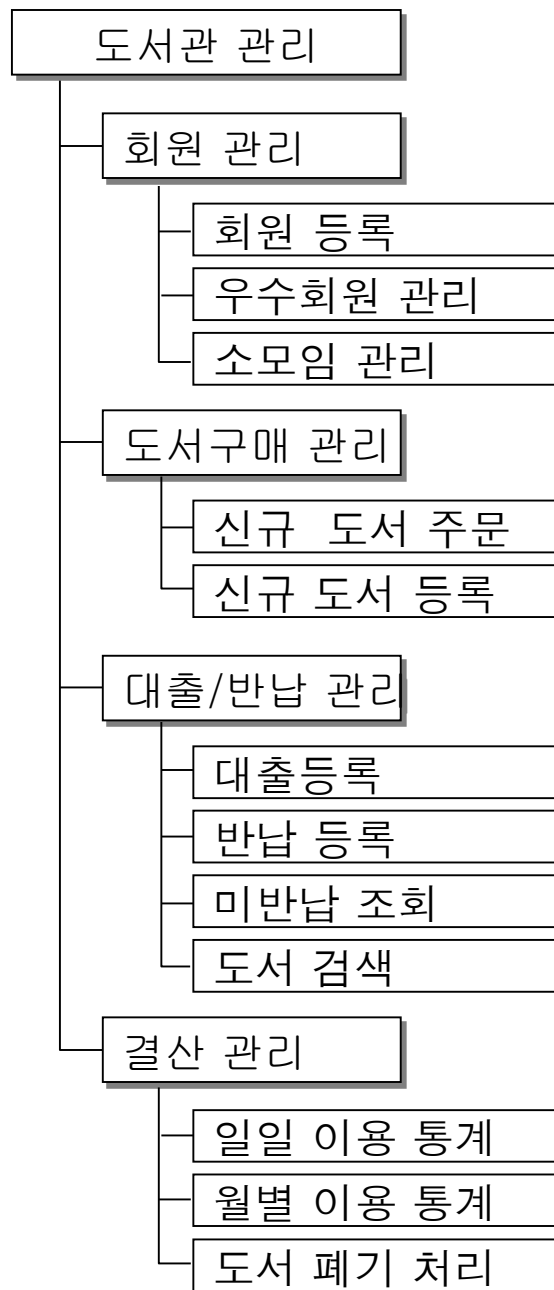 도서관 관리
회원 관리
회원 등록
우수회원 관리
소모임 관리
도서구매 관리
신규 도서 주문
신규 도서 등록
대출/반납 관리
대출등록
반납 등록
미반납 조회
도서 검색
결산 관리
일일 이용 통계
월별 이용 통계
도서 폐기 처리